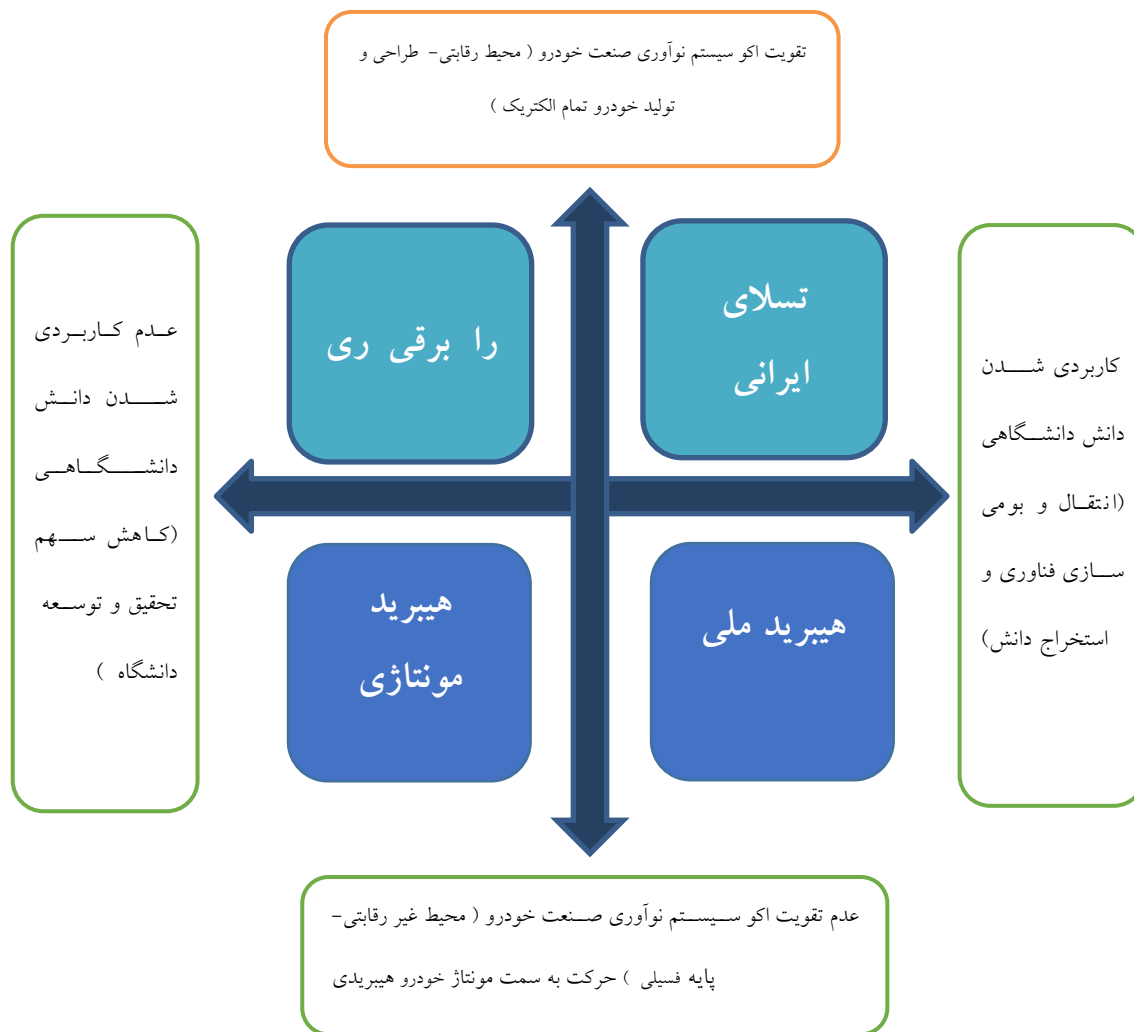 تقویت اکو سیستم نوآوری صنعت خودرو ( محیط رقابتی- طراحی و
تولید خودرو تمام الکتریک )
تسلای
ایرانی
را برقی ری
کاربردی شدن
دانش دانشگاهی
(انتقال و بومی
سازی فناوری و
استخراج دانش)
عدم کاربردی
شدن دانش
دانشگاهی
(کاهش سهم
تحقیق و توسعه
دانشگاه )
هیبرید ملی
هیبرید
مونتاژی
عدم تقویت اکو سیستم نوآوری صنعت خودرو ( محیط غیر رقابتی-
پایه فسیلی ) حرکت به سمت مونتاژ خودرو هیبریدی